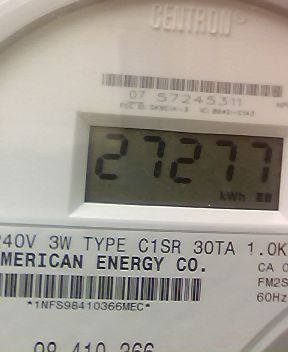 CENTRON®
07 57245311
27277
kWh
240V 3W TYPE C1SR 30TA 1.0K
AMERICAN ENERGY CO.
CA 0
FM2S
60Hz
*1NFS98410366MEC*
98 410 366